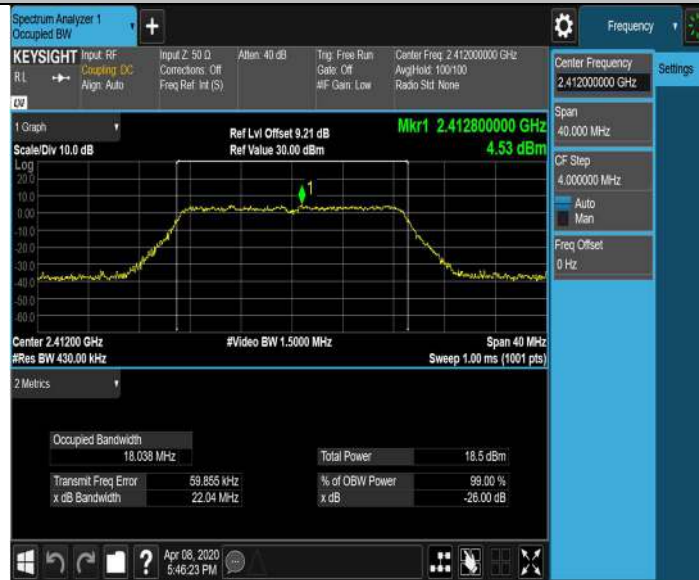 Spectrum Analyzer 1
Occupied BW
+
Frequency
KEYSIGHT
RL
Input: RF
Coupling: DC
Align: Auto
Input Z: 50 Ω
Corrections: Off
Freq Ref: Int (S)
Atten: 40 dB
Trig: Free Run
Gate: Off
#IF Gain: Low
Center Freq: 2.412000000 GHz
Avg|Hold: 100/100
Radio Std: None
Center Frequency
2.412000000 GHz
Settings
Span
40.000 MHz
CF Step
4.000000 MHz
Auto
Man
Freq Offset
0 Hz
1 Graph
Scale/Div 10.0 dB
Ref Lvl Offset 9.21 dB
Ref Value 30.00 dBm
Mkr1 2.412800000 GHz
4.53 dBm
Log
20.0
10.0
0.00
-10.0
-20.0
-30.0
-40.0
-50.0
-60.0
1
Center 2.41200 GHz
#Res BW 430.00 kHz
#Video BW 1.5000 MHz
Span 40 MHz
Sweep 1.00 ms (1001 pts)
2 Metrics
Occupied Bandwidth
18.038 MHz
Total Power 18.5 dBm
Transmit Freq Error 59.855 kHz
% of OBW Power 99.00 %
x dB Bandwidth 22.04 MHz
x dB -26.00 dB
?
Apr 08, 2020
5:46:23 PM